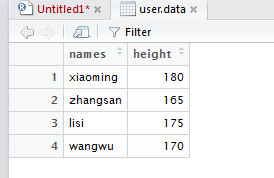 Untitled1* user.data
Filter
names height
1 xiaoming 180
2 zhangsan 165
3 lisi 175
4 wangwu 170